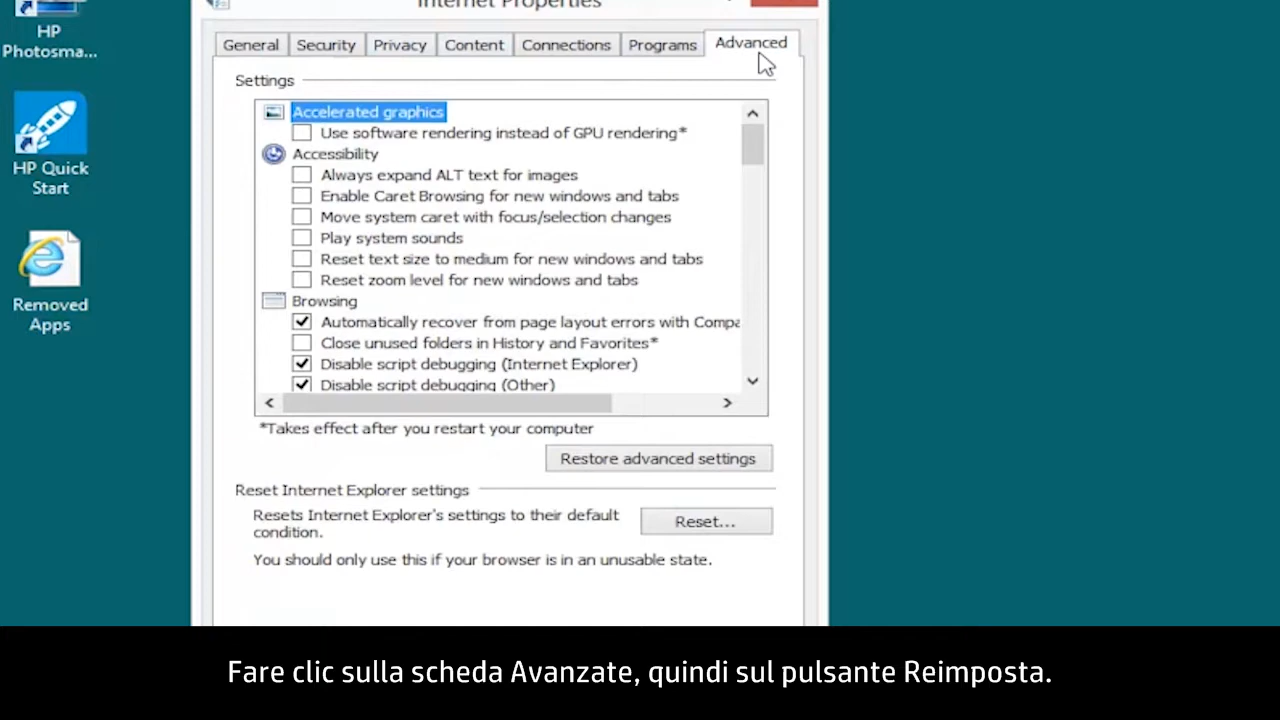 HP
Photosma...
HP Quick
Start
Removed
Apps
Internet Properties
General
Security
Privacy
Content
Connections
Programs
Advanced
Settings
Accelerated graphics
Use software rendering instead of GPU rendering*
Accessibility
Always expand ALT text for images
Enable Caret Browsing for new windows and tabs
Move system caret with focus/selection changes
Play system sounds
Reset text size to medium for new windows and tabs
Reset zoom level for new windows and tabs
Browsing
Automatically recover from page layout errors with Compa
Close unused folders in History and Favorites*
Disable script debugging (Internet Explorer)
Disable script debugging (Other)
*Takes effect after you restart your computer
Restore advanced settings
Reset Internet Explorer settings
Resets Internet Explorer's settings to their default
condition.
Reset...
You should only use this if your browser is in an unusable state.
Fare clic sulla scheda Avanzate, quindi sul pulsante Reimposta.